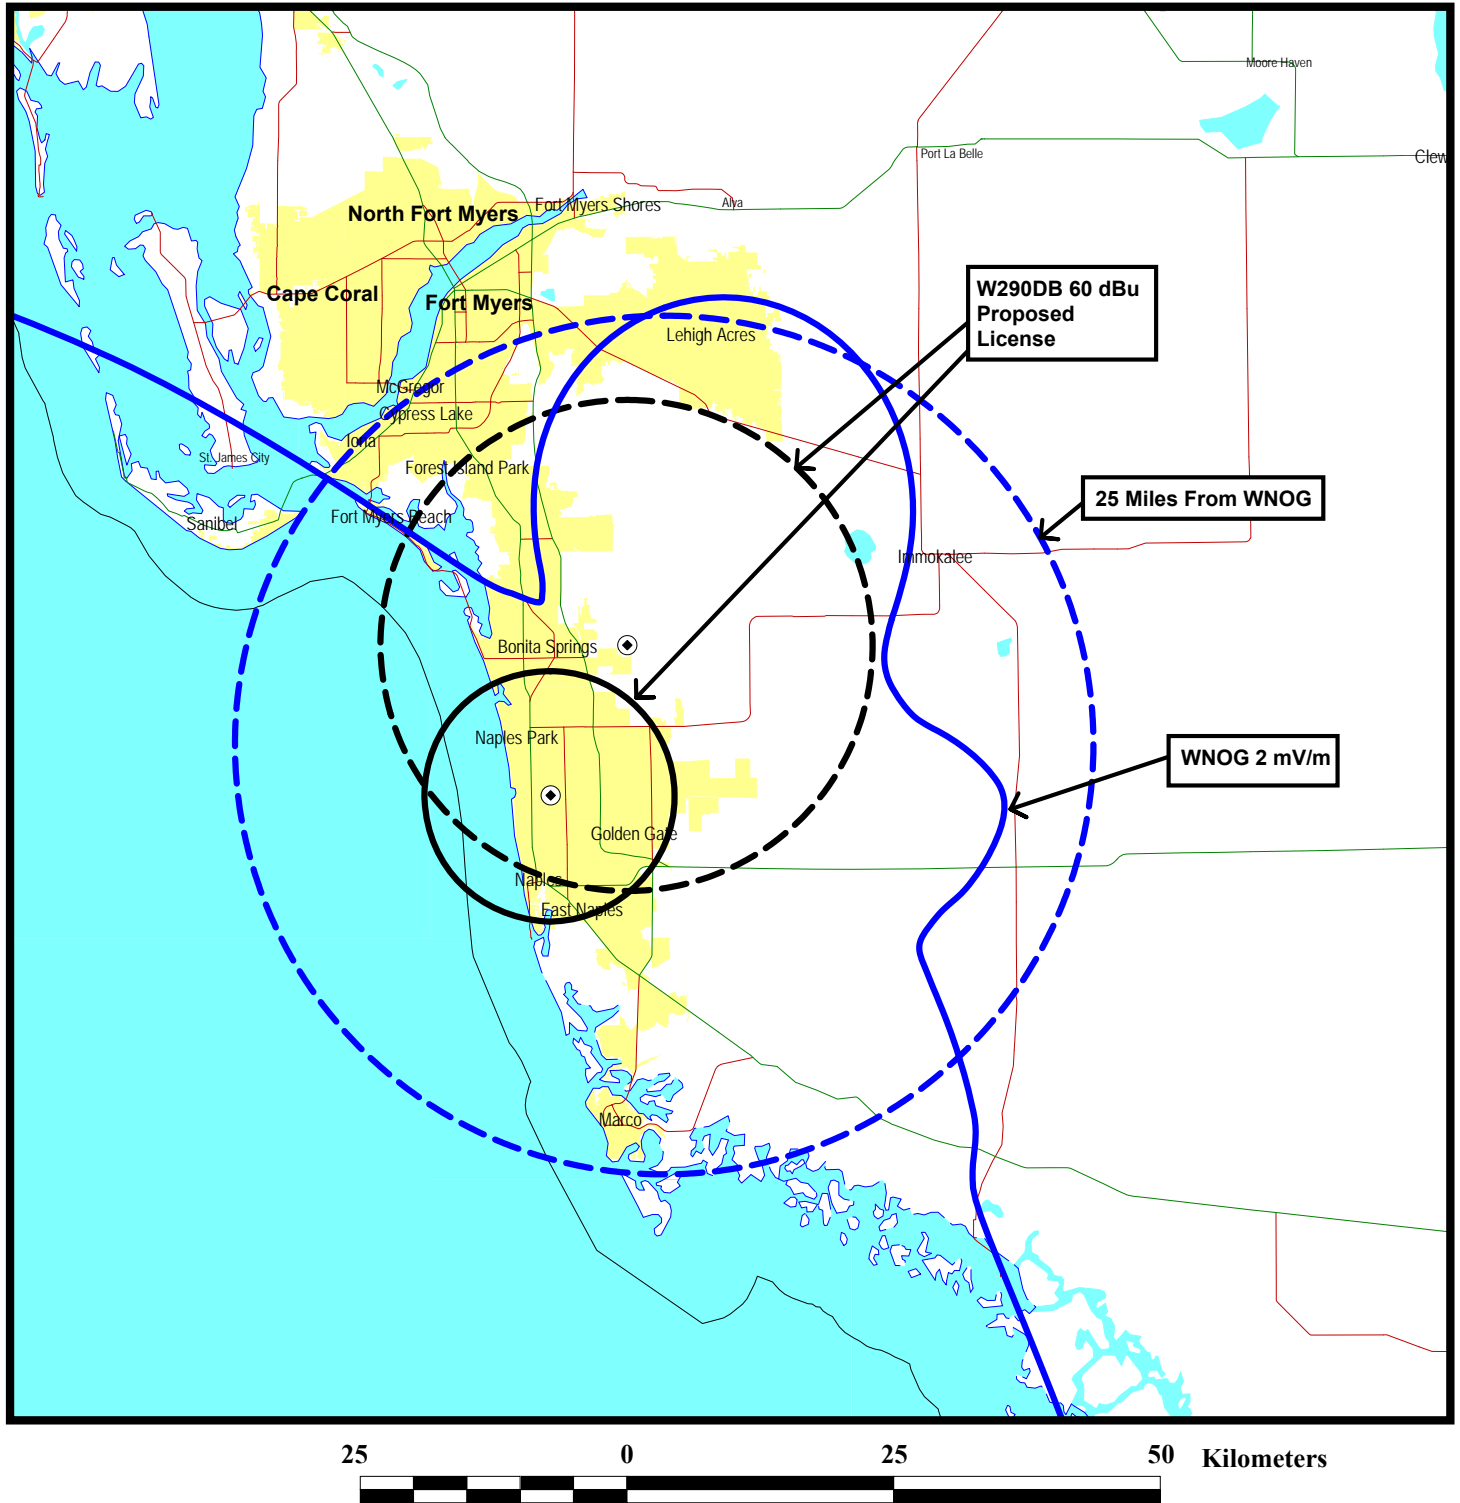 Moore Haven
Port La Belle
Clew
North Fort Myers
Fort Myers Shores
Alva
Cape Coral
Fort Myers
W290DB 60 dBu
Proposed
License
Lehigh Acres
McGregor
Cypress Lake
Iona
St. James City
Forest Island Park
25 Miles From WNOG
Sanibel
Fort Myers Beach
Immokalee
Bonita Springs
Naples Park
WNOG 2 mV/m
Golden Gate
Naples
East Naples
Marco
25 0 25 50 Kilometers